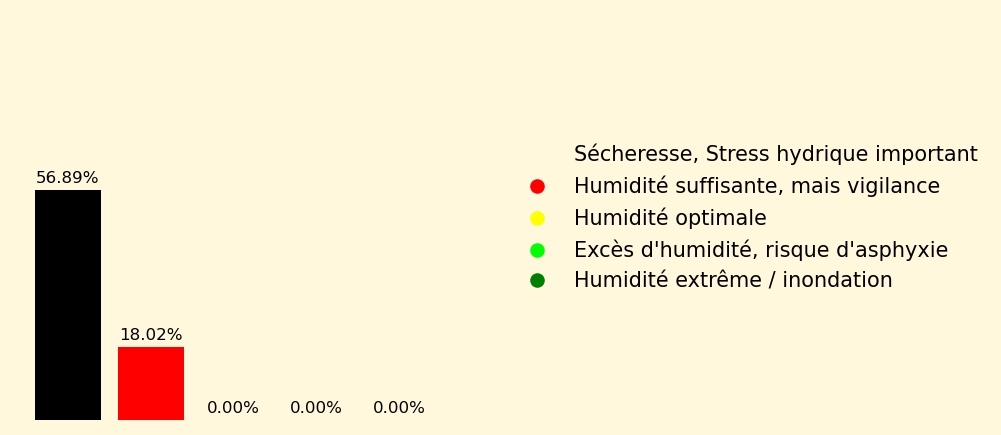 56.89%
18.02%
0.00%
0.00%
0.00%
Sécheresse, Stress hydrique important
Humidité suffisante, mais vigilance
Humidité optimale
Excès d'humidité, risque d'asphyxie
Humidité extrême / inondation